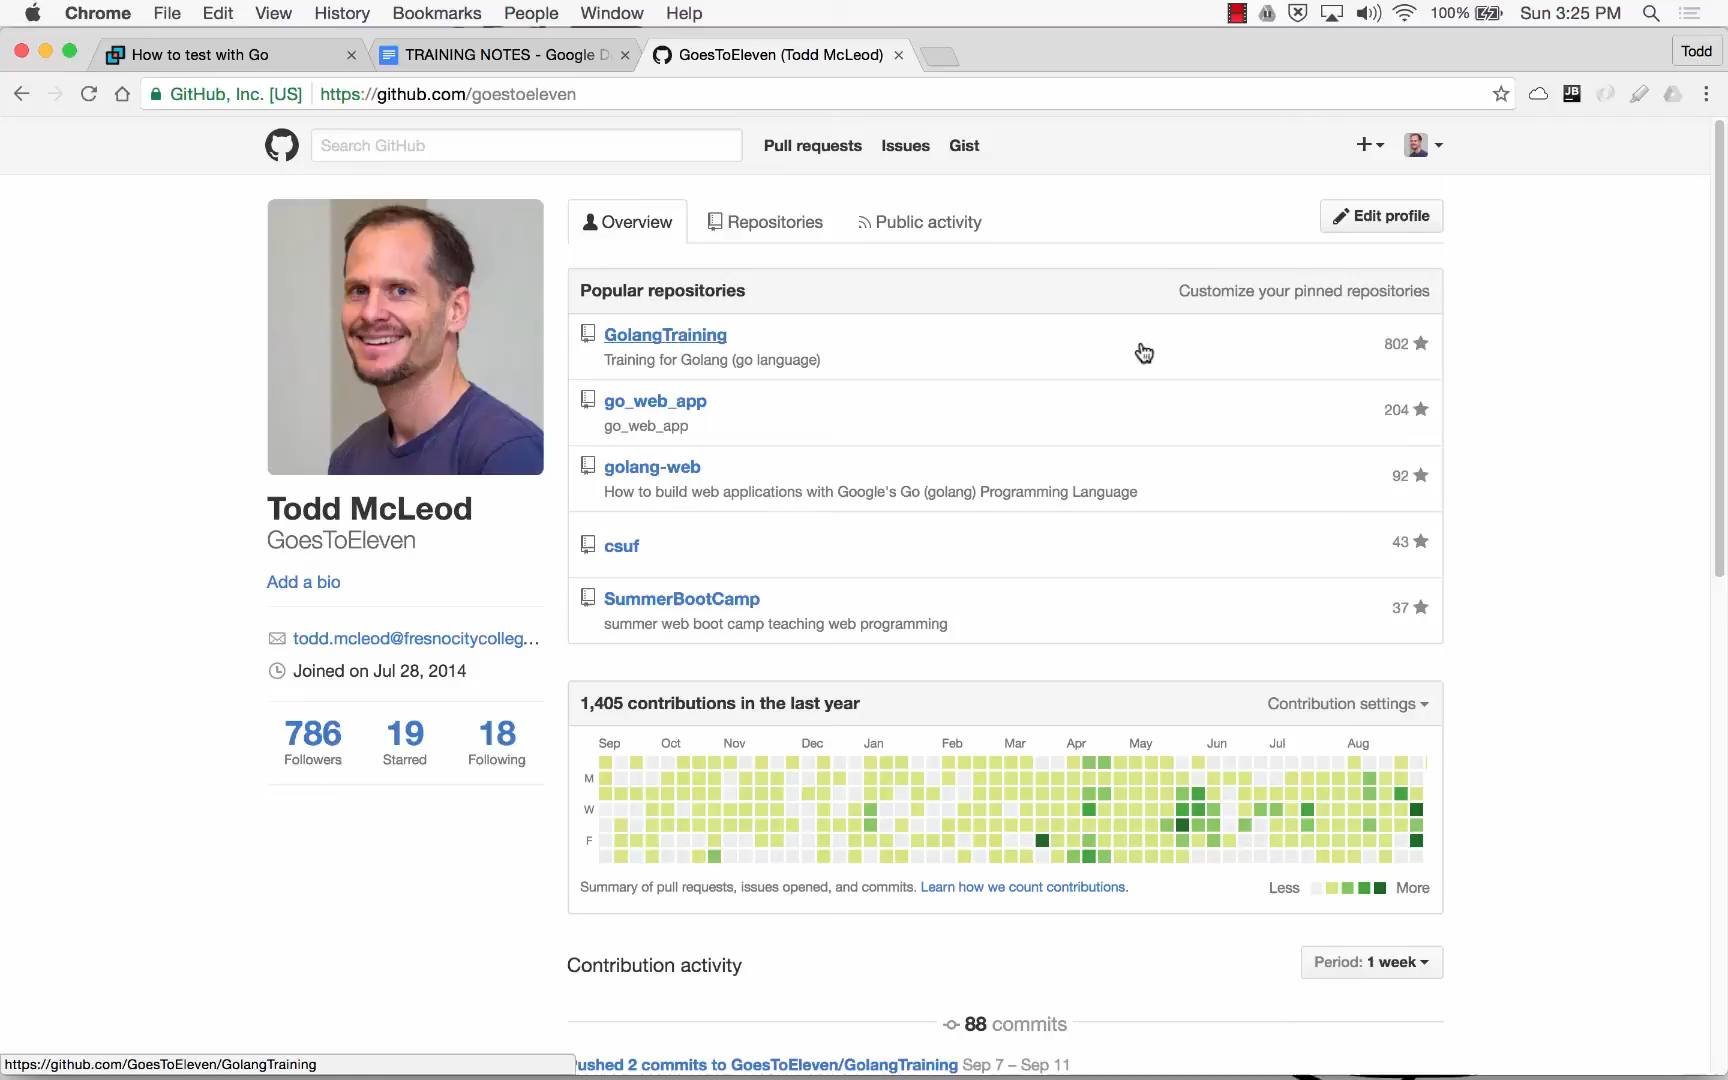 Chrome File Edit View History Bookmarks People Window Help 100% Sun 3:25 PM
How to test with Go TRAINING NOTES - Google D GoesToEleven (Todd McLeod) Todd
GitHub, Inc. [US] https://github.com/goestoeleven JB
Search GitHub Pull requests Issues Gist
Overview Repositories Public activity Edit profile
Popular repositories Customize your pinned repositories
GolangTraining
Training for Golang (go language)
802
go_web_app
go_web_app
204
golang-web
How to build web applications with Google's Go (golang) Programming Language
92
csuf
43
SummerBootCamp
summer web boot camp teaching web programming
37
Todd McLeod
GoesToEleven
Add a bio
todd.mcleod@fresnocitycolleg...
Joined on Jul 28, 2014
786 19 18
Followers Starred Following
1,405 contributions in the last year Contribution settings
Sep Oct Nov Dec Jan Feb Mar Apr May Jun Jul Aug
M
W
F
Summary of pull requests, issues opened, and commits. Learn how we count contributions. Less More
Contribution activity Period: 1 week
88 commits
ushed 2 commits to GoesToEleven/GolangTraining Sep 7 – Sep 11
https://github.com/GoesToEleven/GolangTraining